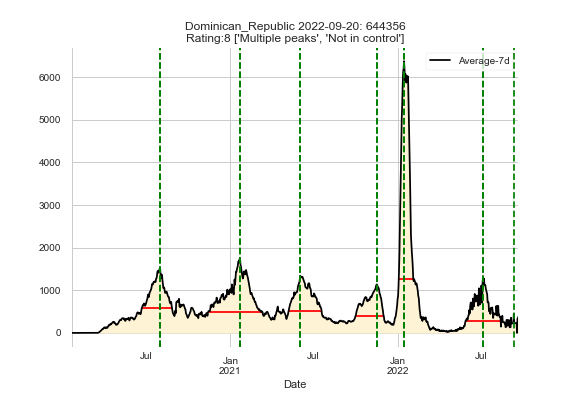 Dominican_Republic 2022-09-20: 644356
Rating:8 ['Multiple peaks', 'Not in control']
Average-7d
6000
5000
4000
3000
2000
1000
0
Jul
Jan
2021
Jul
Jan
2022
Jul
Date